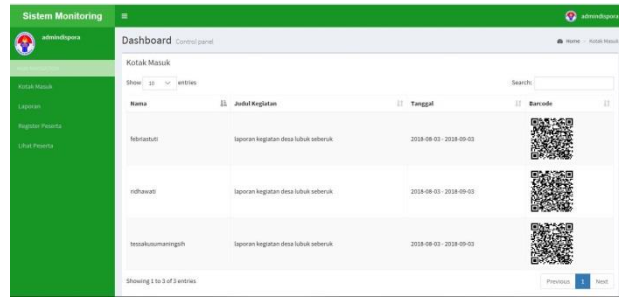 Sistem Monitoring
admindispora
admindispora
Dashboard Control panel
Home Kotak Masuk
Kotak Masuk
Kotak Masuk
Laporan
Register Peserta
Lihat Peserta
Show 10 entries
Search:
Nama Judul Kegiatan Tanggal Barcode
febriastuti laporan kegiatan desa lubuk seberuk 2018-08-03 - 2018-09-03
ridhawati laporan kegiatan desa lubuk seberuk 2018-08-03 - 2018-09-03
tessakusumaningsih laporan kegiatan desa lubuk seberuk 2018-08-03 - 2018-09-03
Showing 1 to 3 of 3 entries
Previous 1 Next